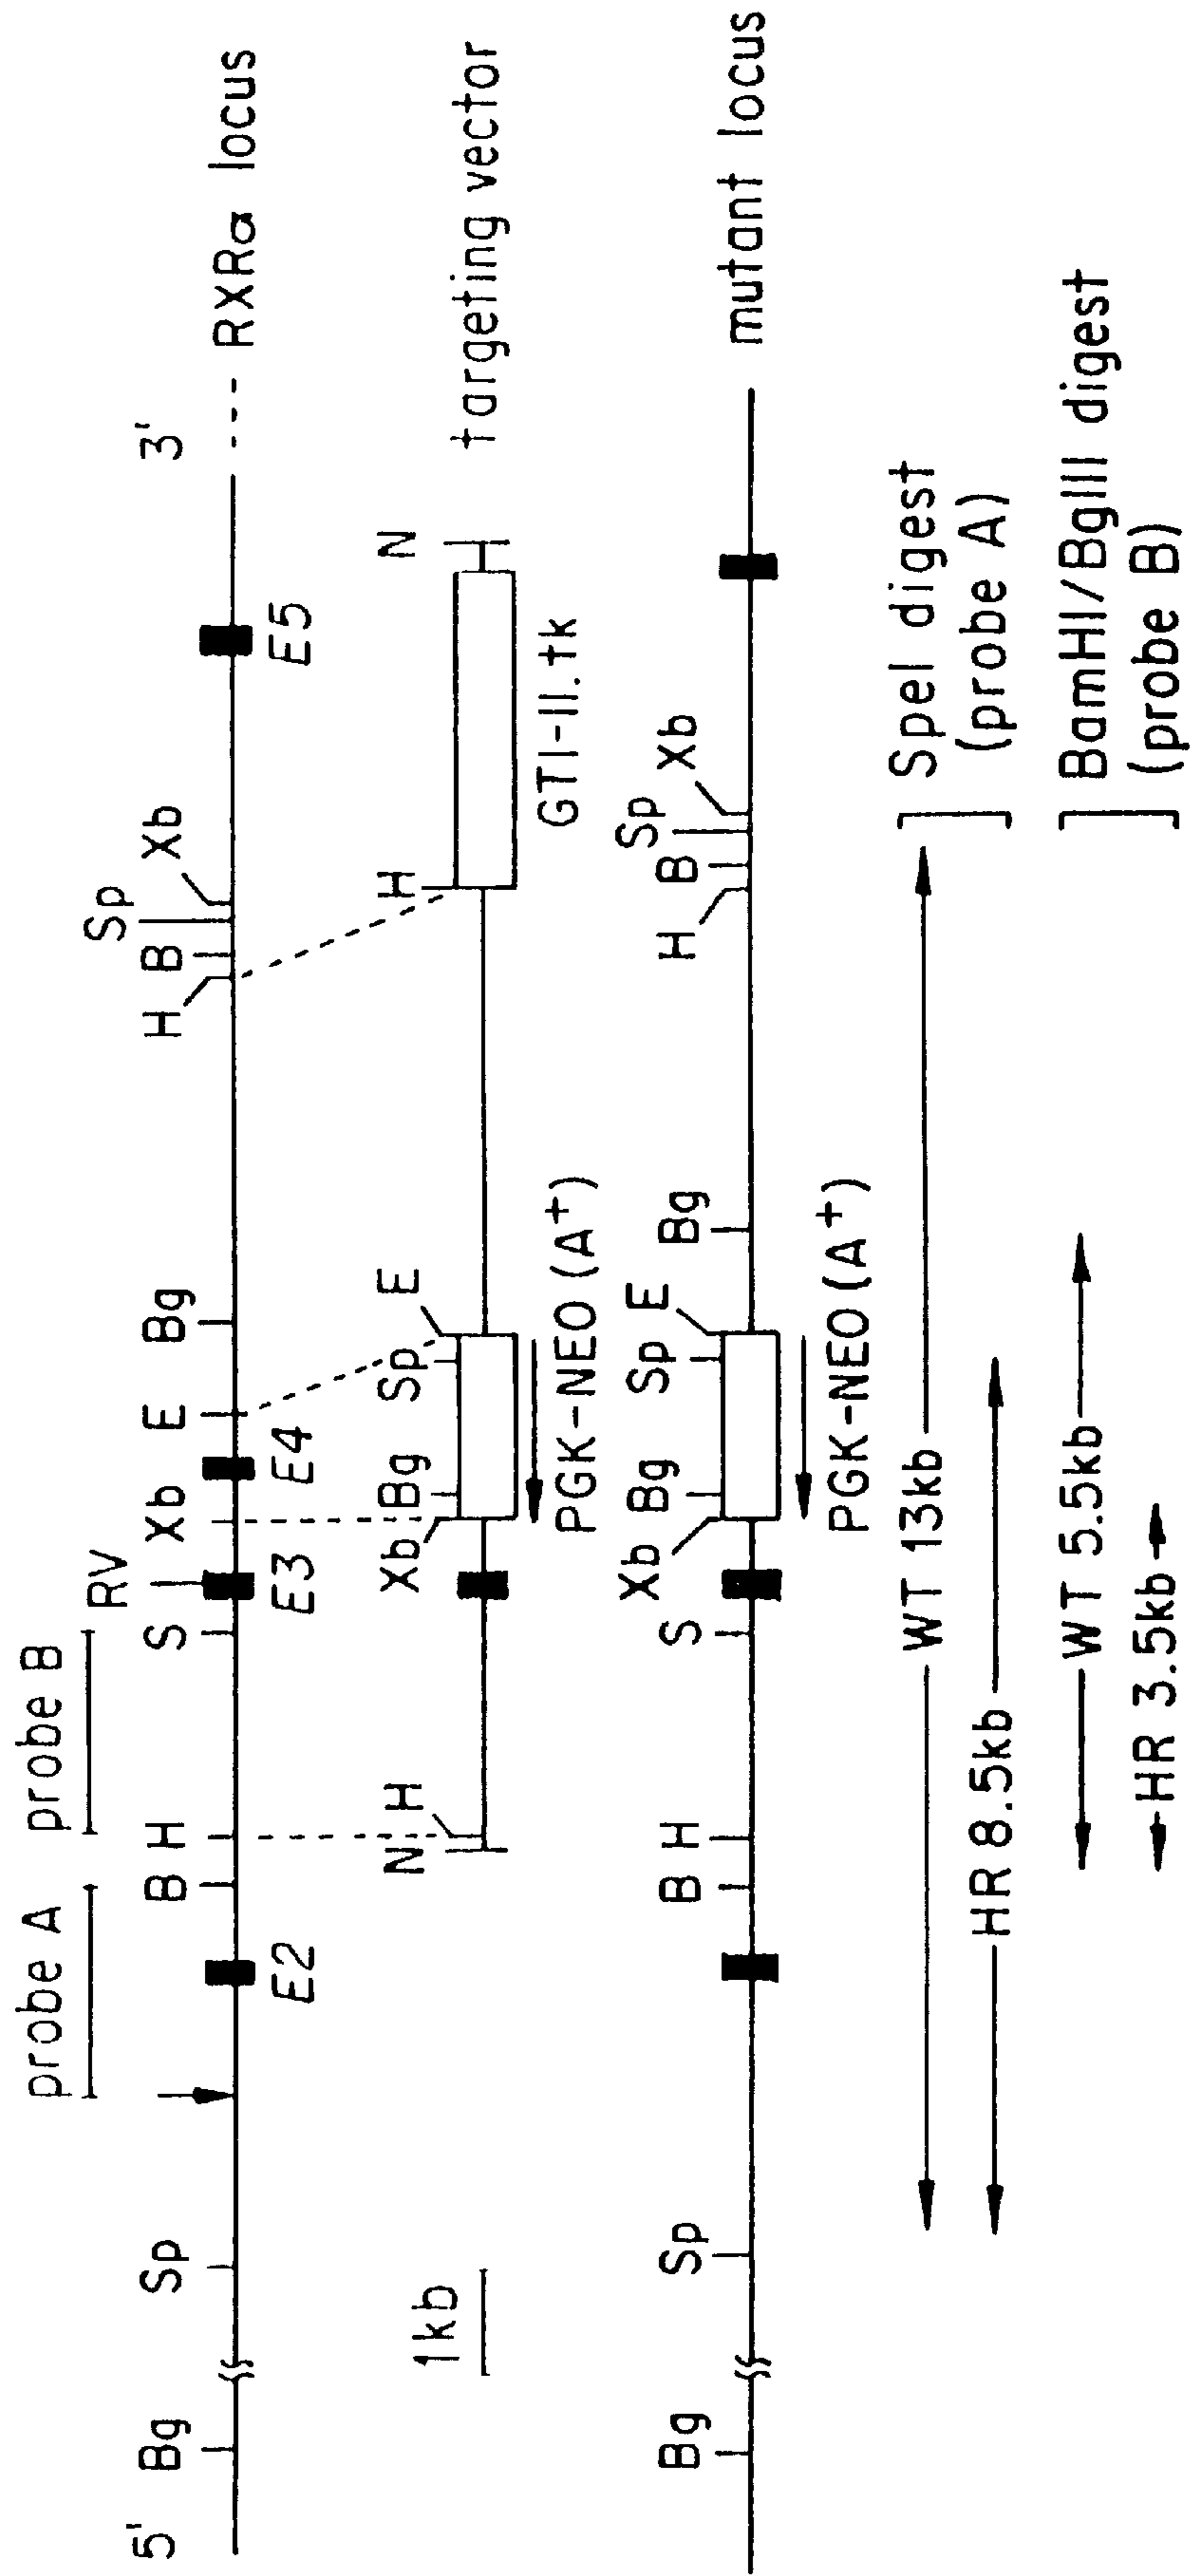 probe A probe B
RV
Sp
5' Bg Sp B H S Xb E Bg H B Xb 3'
E2 E3 E4 E5
RXRα locus
N H Xb Bg Sp E H N
1kb
PGK-NEO (A+)
GTI-II.tk
targeting vector
Bg Sp B H S Xb Bg Sp E Bg H B Sp Xb
PGK-NEO (A+)
mutant locus
WT 13kb
HR 8.5kb
SpeI digest
(probe A)
WT 5.5kb
HR 3.5kb
BamHI/BglII digest
(probe B)